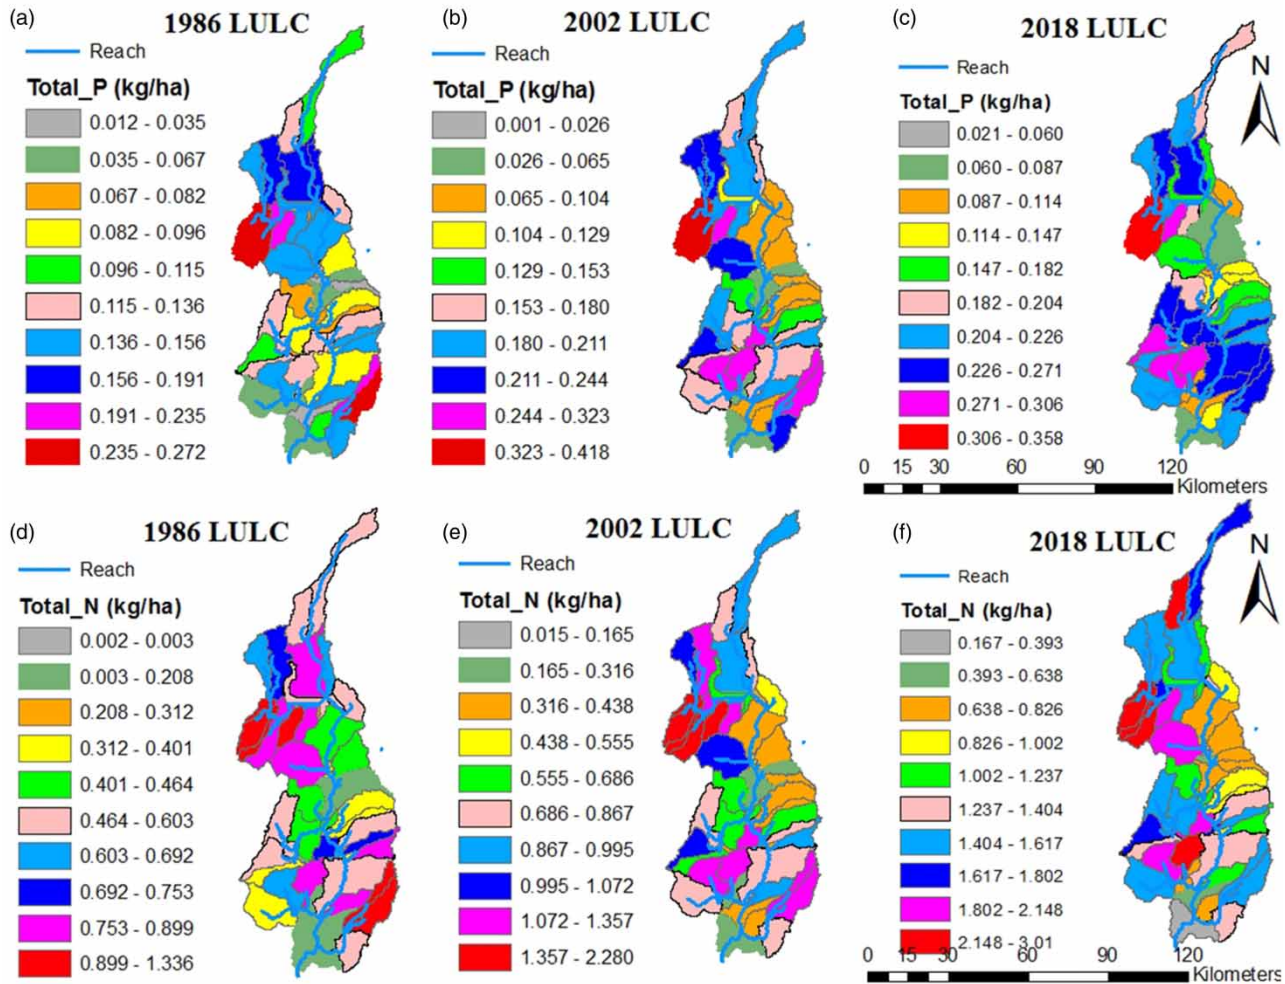 (a)
1986 LULC
Reach
Total_P (kg/ha)
0.012 - 0.035
0.035 - 0.067
0.067 - 0.082
0.082 - 0.096
0.096 - 0.115
0.115 - 0.136
0.136 - 0.156
0.156 - 0.191
0.191 - 0.235
0.235 - 0.272
(b)
2002 LULC
Reach
Total_P (kg/ha)
0.001 - 0.026
0.026 - 0.065
0.065 - 0.104
0.104 - 0.129
0.129 - 0.153
0.153 - 0.180
0.180 - 0.211
0.211 - 0.244
0.244 - 0.323
0.323 - 0.418
(c)
2018 LULC
N
Reach
Total_P (kg/ha)
0.021 - 0.060
0.060 - 0.087
0.087 - 0.114
0.114 - 0.147
0.147 - 0.182
0.182 - 0.204
0.204 - 0.226
0.226 - 0.271
0.271 - 0.306
0.306 - 0.358
0 15 30 60 90 120
Kilometers
(d)
1986 LULC
Reach
Total_N (kg/ha)
0.002 - 0.003
0.003 - 0.208
0.208 - 0.312
0.312 - 0.401
0.401 - 0.464
0.464 - 0.603
0.603 - 0.692
0.692 - 0.753
0.753 - 0.899
0.899 - 1.336
(e)
2002 LULC
Reach
Total_N (kg/ha)
0.015 - 0.165
0.165 - 0.316
0.316 - 0.438
0.438 - 0.555
0.555 - 0.686
0.686 - 0.867
0.867 - 0.995
0.995 - 1.072
1.072 - 1.357
1.357 - 2.280
(f)
2018 LULC
N
Reach
Total_N (kg/ha)
0.167 - 0.393
0.393 - 0.638
0.638 - 0.826
0.826 - 1.002
1.002 - 1.237
1.237 - 1.404
1.404 - 1.617
1.617 - 1.802
1.802 - 2.148
2.148 - 3.01
0 15 30 60 90 120
Kilometers